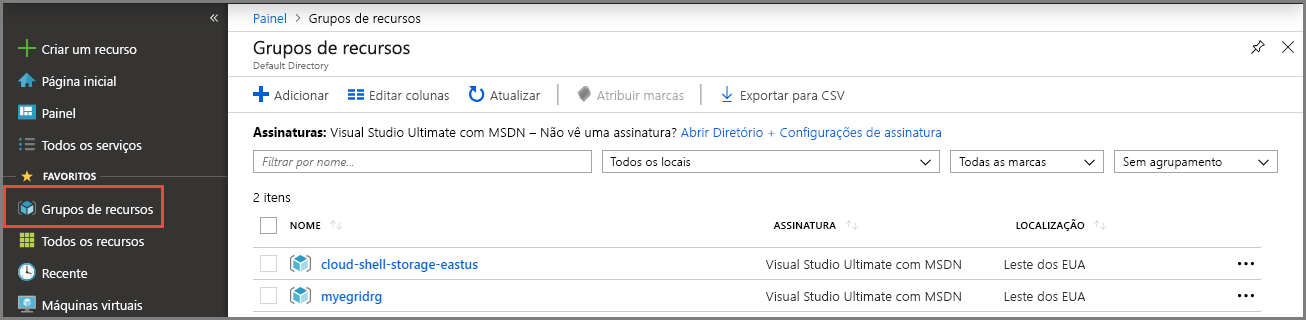 Criar um recurso
Página inicial
Painel
Todos os serviços
FAVORITOS
Grupos de recursos
Todos os recursos
Recente
Máquinas virtuais
Painel > Grupos de recursos
Grupos de recursos
Default Directory
Adicionar Editar colunas Atualizar Atribuir marcas Exportar para CSV
Assinaturas: Visual Studio Ultimate com MSDN – Não vê uma assinatura? Abrir Diretório + Configurações de assinatura
Filtrar por nome... Todos os locais Todas as marcas Sem agrupamento
2 itens
NOME ASSINATURA LOCALIZAÇÃO
cloud-shell-storage-eastus Visual Studio Ultimate com MSDN Leste dos EUA
myegridrg Visual Studio Ultimate com MSDN Leste dos EUA